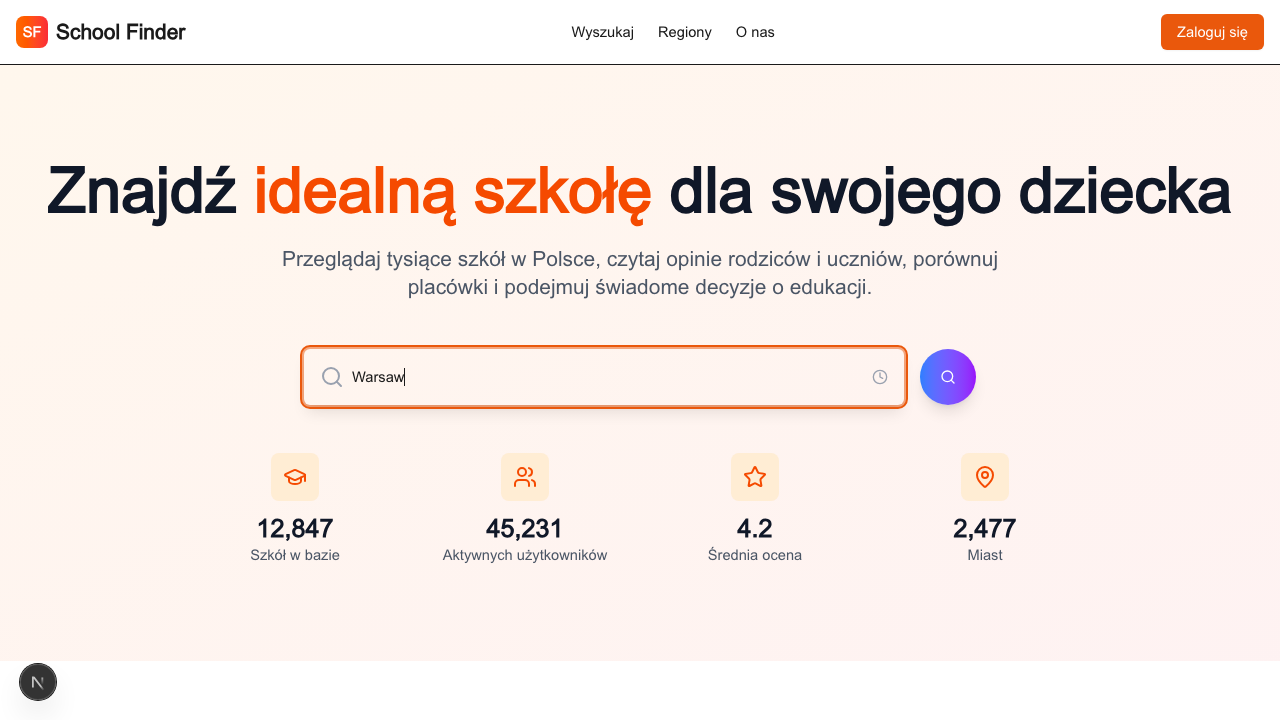 SF School Finder
Wyszukaj Regiony O nas
Zaloguj się
Znajdź idealną szkołę dla swojego dziecka
Przeglądaj tysiące szkół w Polsce, czytaj opinie rodziców i uczniów, porównuj
placówki i podejmuj świadome decyzje o edukacji.
Warsaw
12,847
Szkół w bazie
45,231
Aktywnych użytkowników
4.2
Średnia ocena
2,477
Miast
N